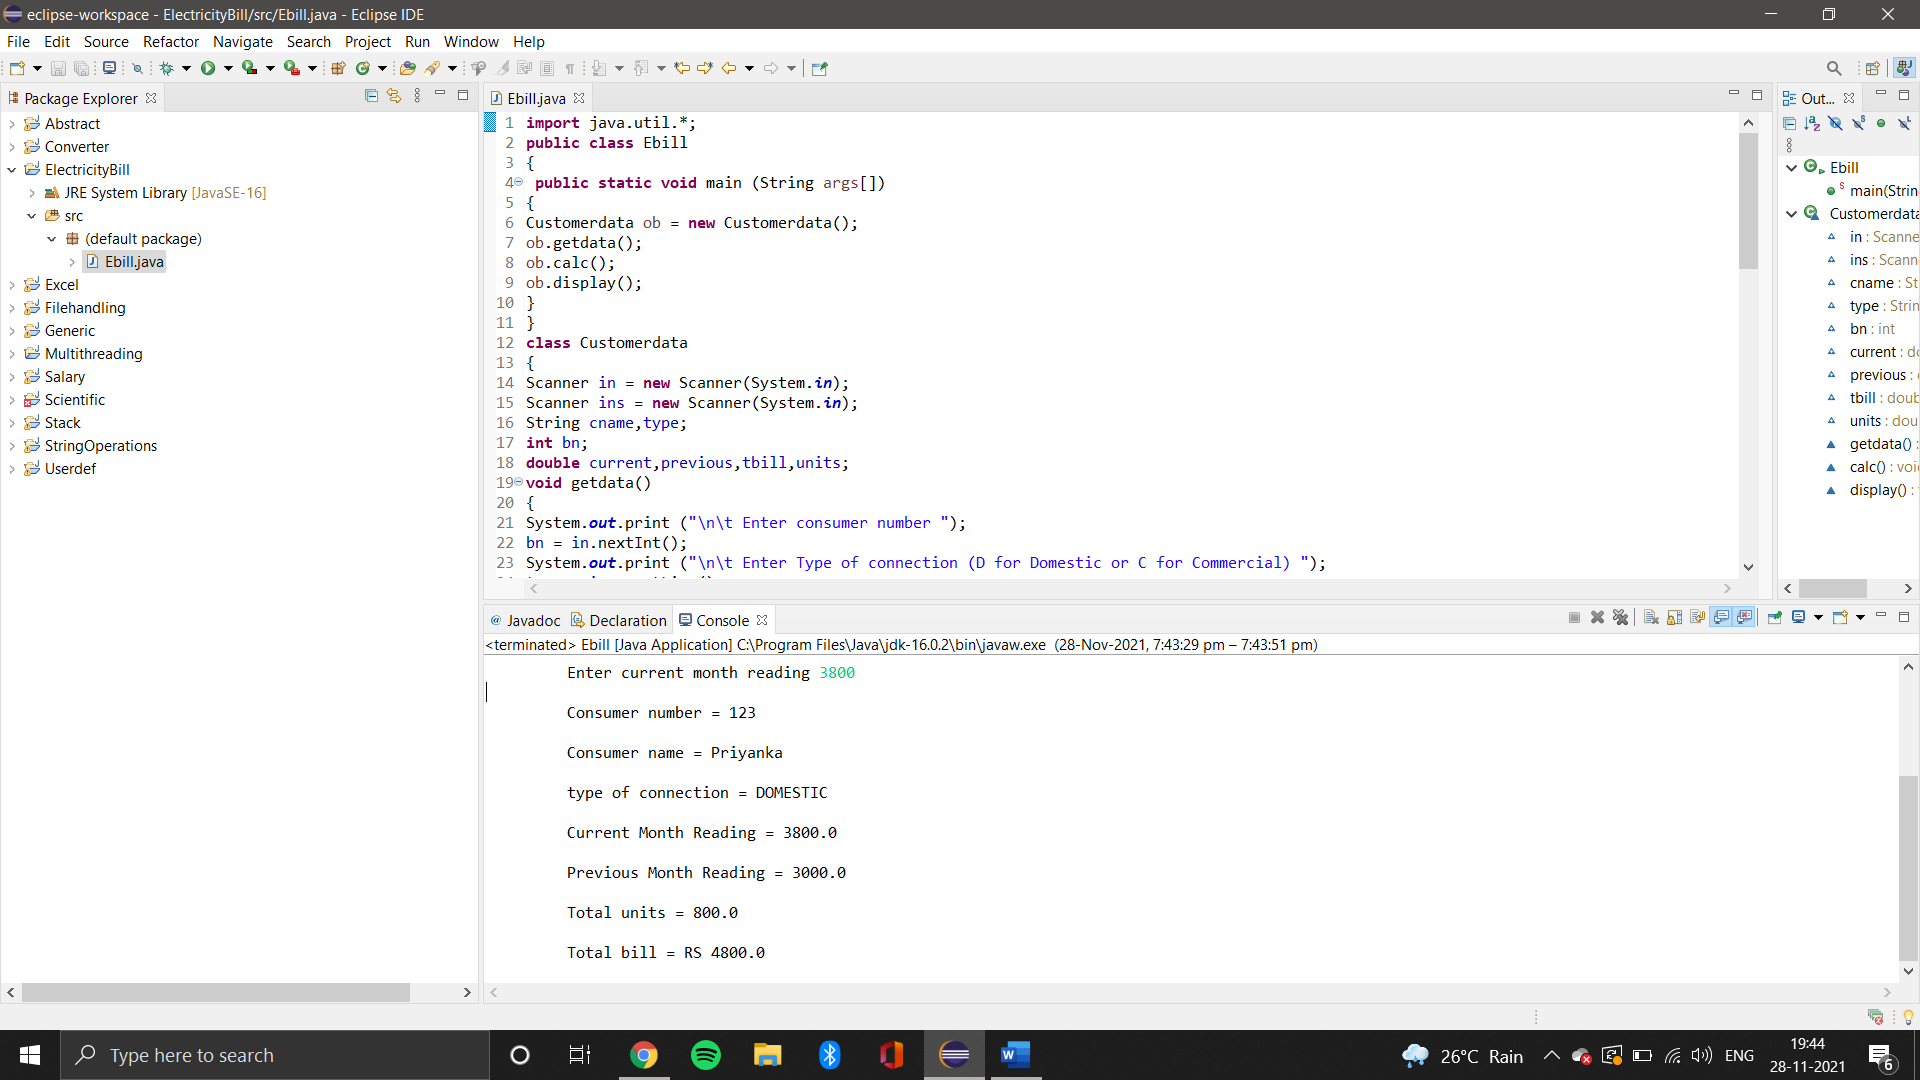 eclipse-workspace - ElectricityBill/src/Ebill.java - Eclipse IDE
File Edit Source Refactor Navigate Search Project Run Window Help
Package Explorer
Abstract
Converter
ElectricityBill
JRE System Library [JavaSE-16]
src
(default package)
Ebill.java
Excel
Filehandling
Generic
Multithreading
Salary
Scientific
Stack
StringOperations
Userdef
Ebill.java
1 import java.util.*;
2 public class Ebill
3 {
4 public static void main (String args[])
5 {
6 Customerdata ob = new Customerdata();
7 ob.getdata();
8 ob.calc();
9 ob.display();
10 }
11 }
12 class Customerdata
13 {
14 Scanner in = new Scanner(System.in);
15 Scanner ins = new Scanner(System.in);
16 String cname,type;
17 int bn;
18 double current,previous,tbill,units;
19 void getdata()
20 {
21 System.out.print ("\n\t Enter consumer number ");
22 bn = in.nextInt();
23 System.out.print ("\n\t Enter Type of connection (D for Domestic or C for Commercial) ");
Out...
Ebill
main(Strin
Customerdata
in : Scanne
ins : Scann
cname : St
type : Strin
bn : int
current : do
previous :
tbill : doub
units : dou
getdata() :
calc() : voi
display() :
Javadoc Declaration Console
<terminated> Ebill [Java Application] C:\Program Files\Java\jdk-16.0.2\bin\javaw.exe (28-Nov-2021, 7:43:29 pm – 7:43:51 pm)
Enter current month reading 3800
Consumer number = 123
Consumer name = Priyanka
type of connection = DOMESTIC
Current Month Reading = 3800.0
Previous Month Reading = 3000.0
Total units = 800.0
Total bill = RS 4800.0
Type here to search
26°C Rain
ENG
19:44
28-11-2021
6